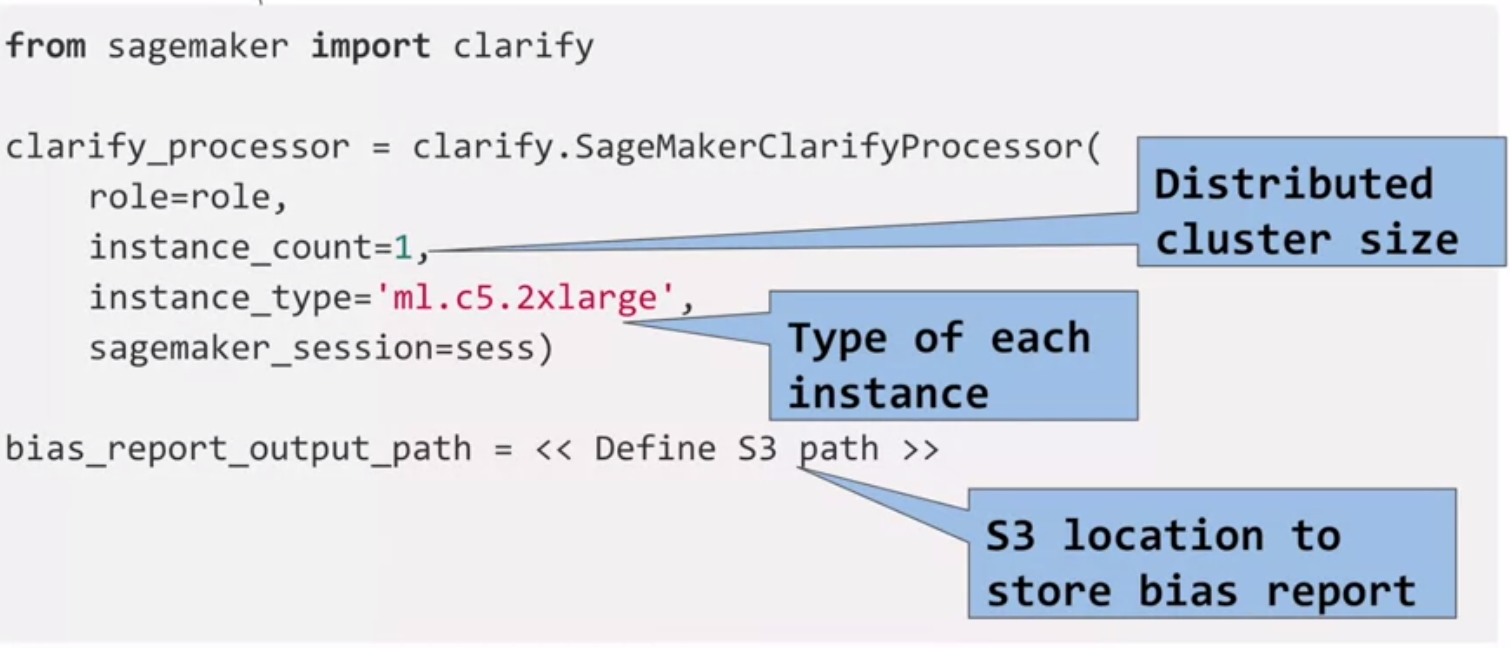 from sagemaker import clarify
clarify_processor = clarify.SageMakerClarifyProcessor(
    role=role,
    instance_count=1,
    instance_type='ml.c5.2xlarge',
    sagemaker_session=sess)
bias_report_output_path = << Define S3 path >>
Distributed
cluster size
Type of each
instance
S3 location to
store bias report